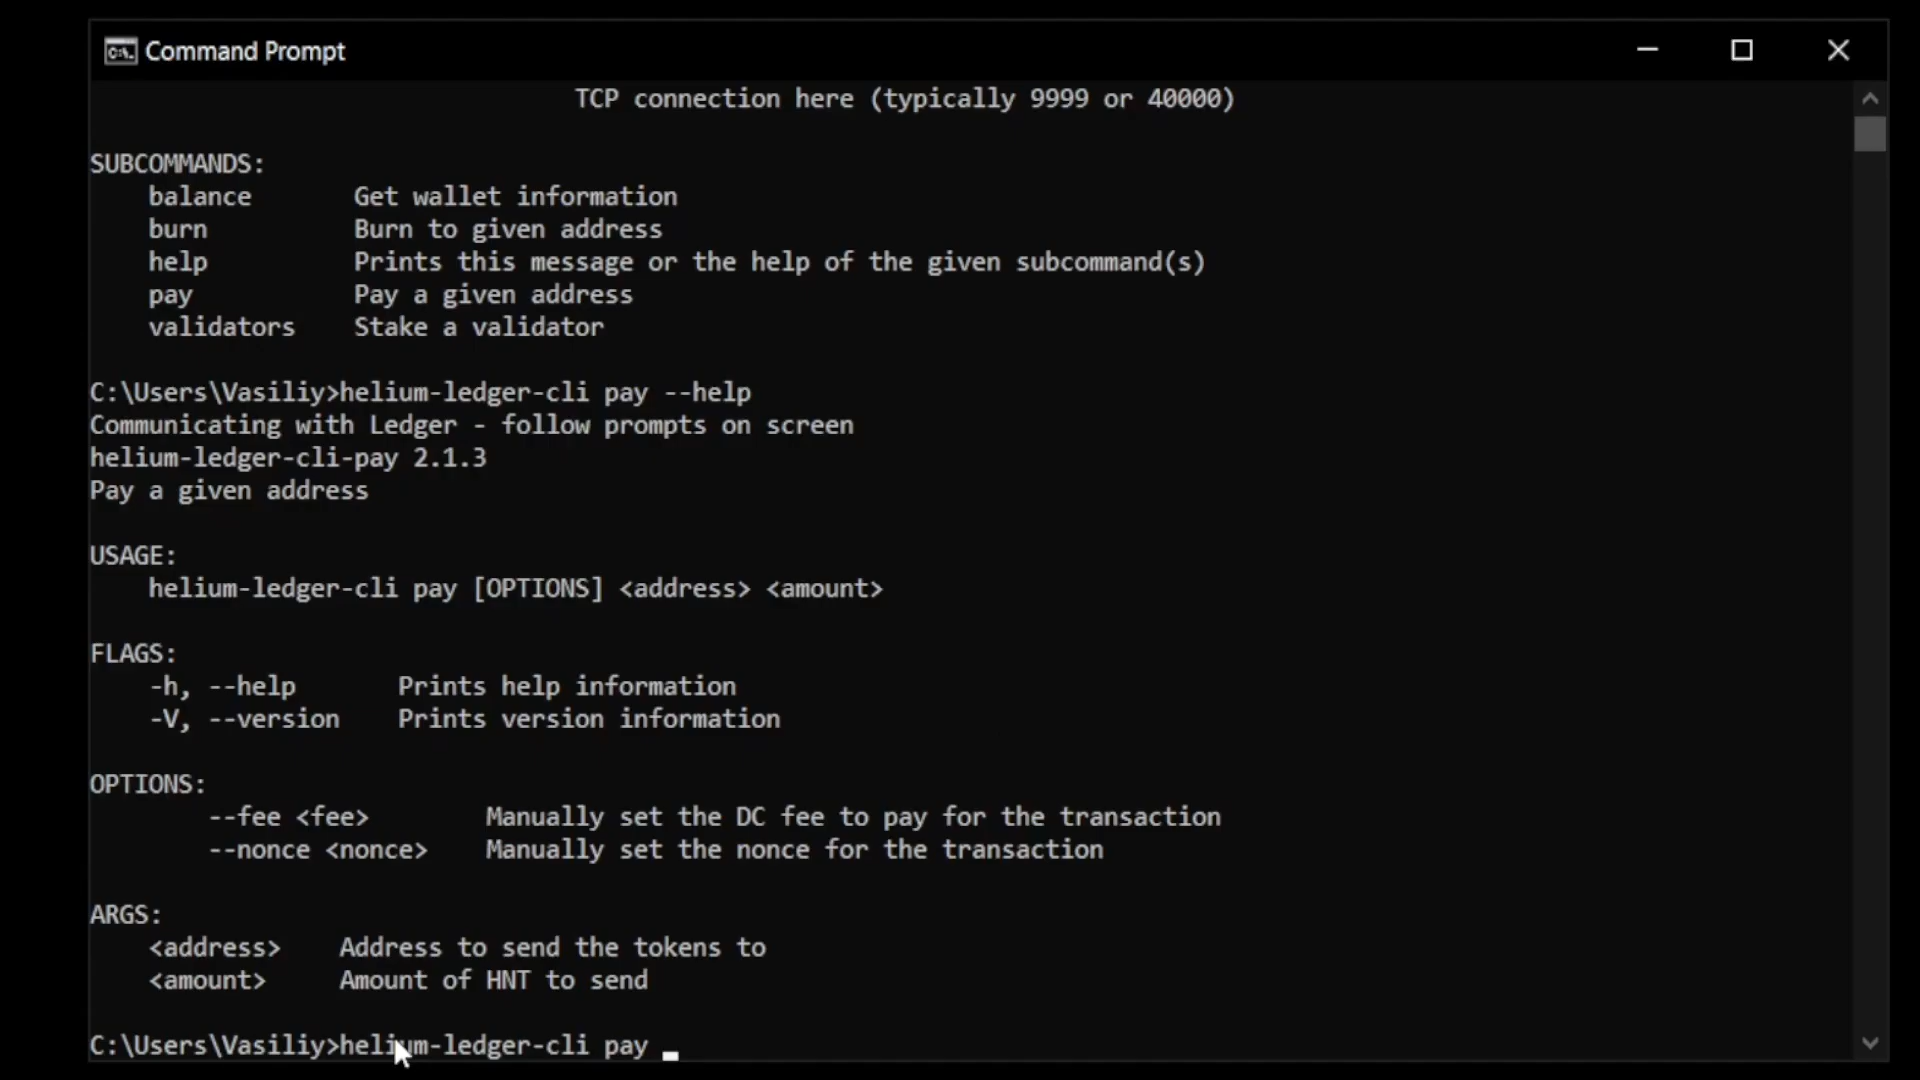 Command Prompt
TCP connection here (typically 9999 or 40000)
SUBCOMMANDS:
balance Get wallet information
burn Burn to given address
help Prints this message or the help of the given subcommand(s)
pay Pay a given address
validators Stake a validator
C:\Users\Vasiliy>helium-ledger-cli pay --help
Communicating with Ledger - follow prompts on screen
helium-ledger-cli-pay 2.1.3
Pay a given address
USAGE:
helium-ledger-cli pay [OPTIONS] <address> <amount>
FLAGS:
-h, --help Prints help information
-V, --version Prints version information
OPTIONS:
--fee <fee> Manually set the DC fee to pay for the transaction
--nonce <nonce> Manually set the nonce for the transaction
ARGS:
<address> Address to send the tokens to
<amount> Amount of HNT to send
C:\Users\Vasiliy>helium-ledger-cli pay